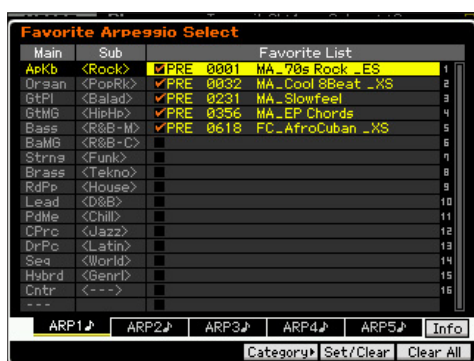 Favorite Arpeggio Select
Main Sub Favorite List
ApKb <Rock> PRE 0001 MA_70s Rock _ES 1
Organ <PopRk> PRE 0032 MA_Cool 8Beat _XS 2
GtPl <Balad> PRE 0231 MA_Slowfeel 3
GtMG <HipHp> PRE 0356 MA_EP Chords 4
Bass <R&B-M> PRE 0618 FC_AfroCuban _XS 5
BaMG <R&B-C> 6
Strng <Funk> 7
Brass <Tekno> 8
RdPp <House> 9
Lead <D&B> 10
PdMe <Chill> 11
CPrc <Jazz> 12
DrPc <Latin> 13
Seq <World> 14
Hybrd <Genrl> 15
Cntr <---> 16
---
ARP1♪ ARP2♪ ARP3♪ ARP4♪ ARP5♪ Info
Category▶ Set/Clear Clear All